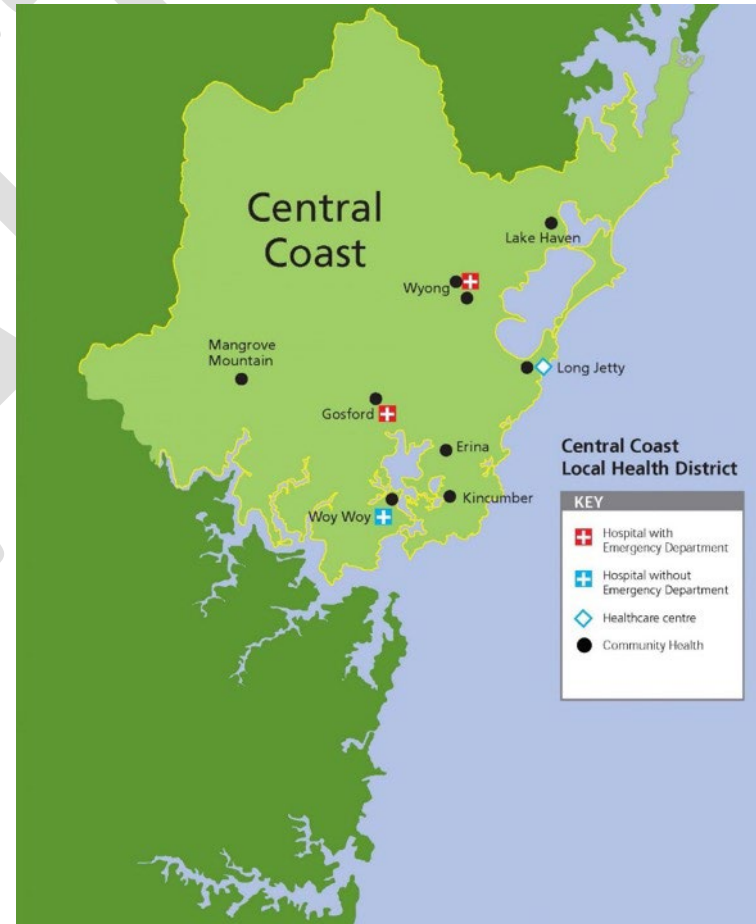 Central
Coast
Lake Haven
Wyong
Mangrove
Mountain
Long Jetty
Gosford
Erina
Kincumber
Woy Woy
Central Coast
Local Health District
KEY
Hospital with
Emergency Department
Hospital without
Emergency Department
Healthcare centre
Community Health